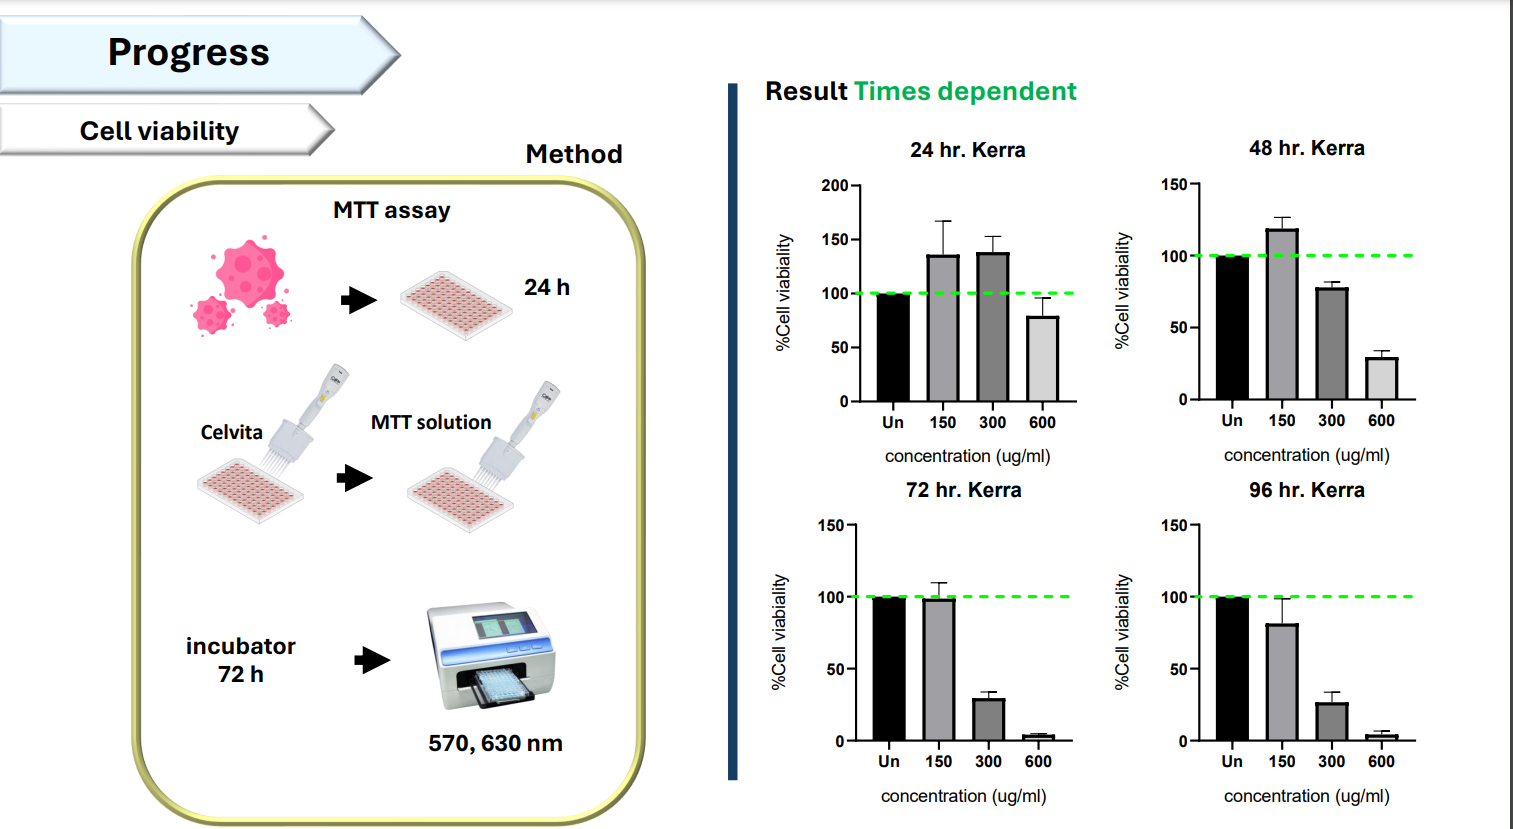 Progress
Cell viability
Method
MTT assay
24 h
Celvita
MTT solution
incubator
72 h
570, 630 nm
Result Times dependent
24 hr. Kerra
%Cell viabiality
200
150
100
50
0
Un 150 300 600
concentration (ug/ml)
48 hr. Kerra
%Cell viabiality
150
100
50
0
Un 150 300 600
concentration (ug/ml)
72 hr. Kerra
%Cell viabiality
150
100
50
0
Un 150 300 600
concentration (ug/ml)
96 hr. Kerra
%Cell viabiality
150
100
50
0
Un 150 300 600
concentration (ug/ml)